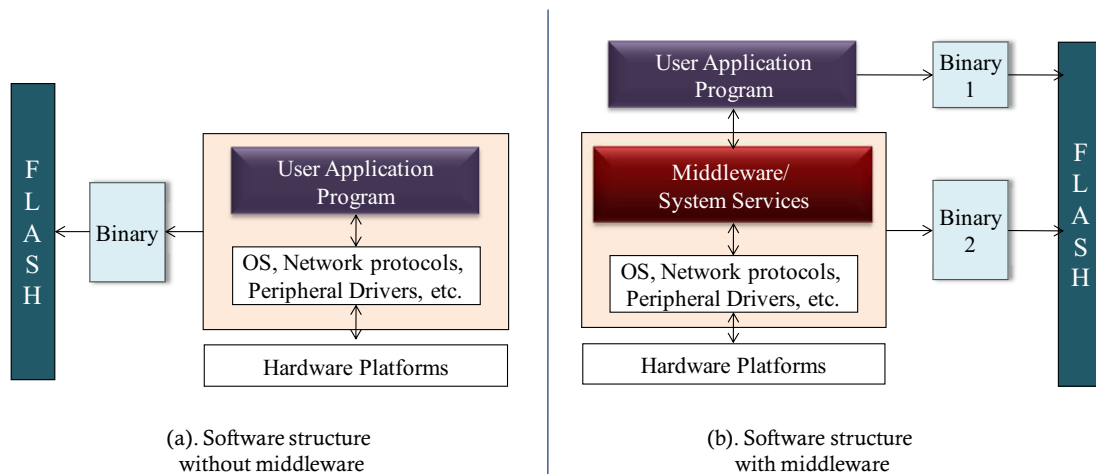 F
L
A
S
H
Binary
User Application
Program
OS, Network protocols,
Peripheral Drivers, etc.
Hardware Platforms
(a). Software structure
without middleware
User Application
Program
Binary
1
Middleware/
System Services
Binary
2
OS, Network protocols,
Peripheral Drivers, etc.
Hardware Platforms
F
L
A
S
H
(b). Software structure
with middleware